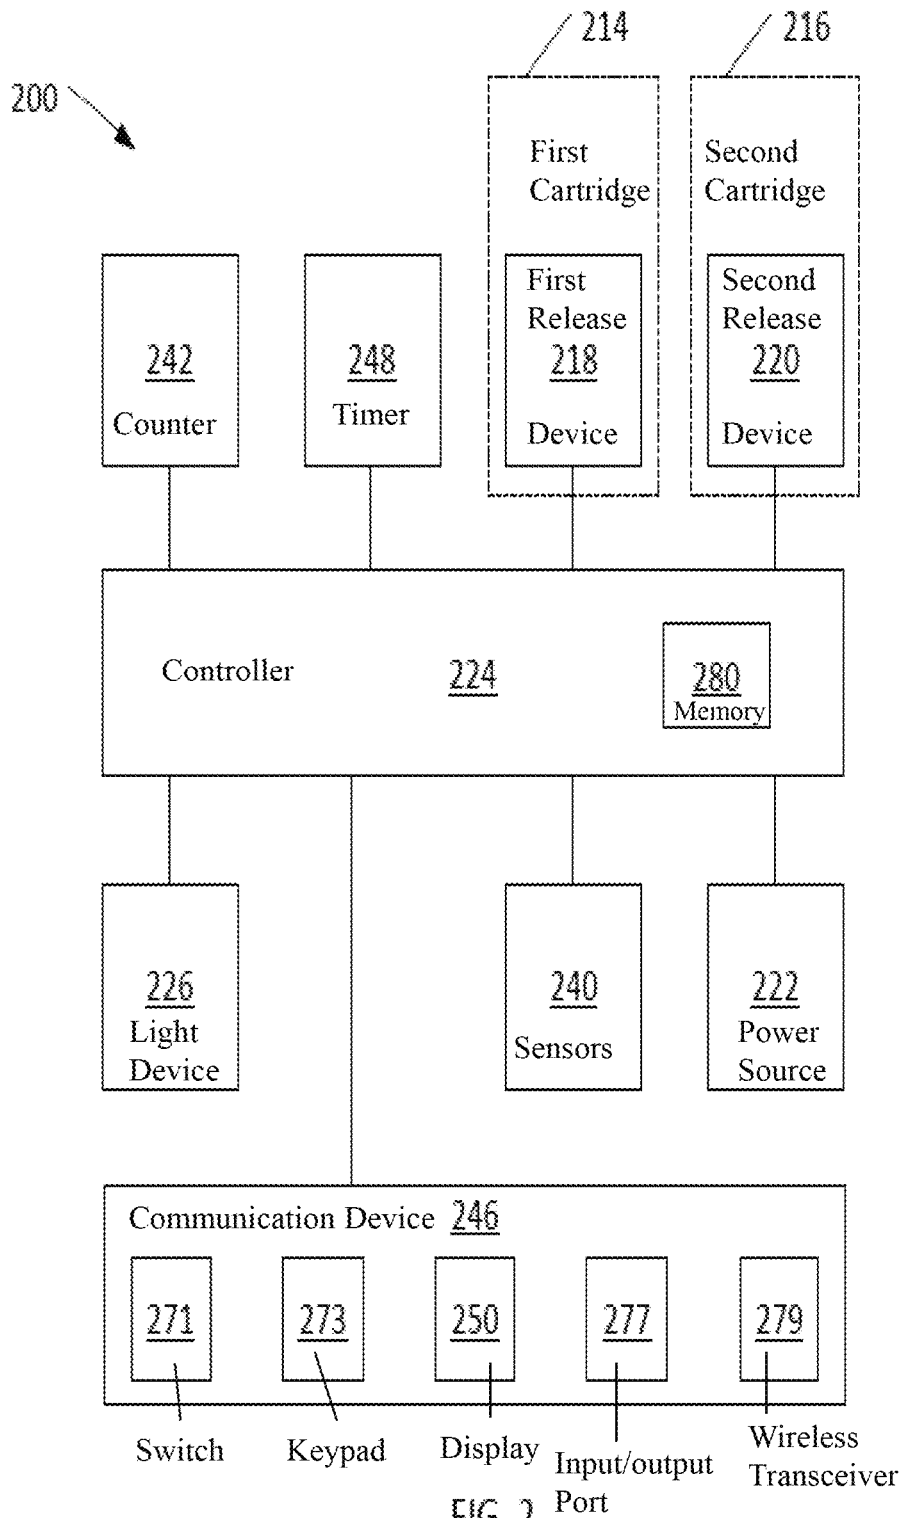 214
216
200
First
Cartridge
Second
Cartridge
242
Counter
248
Timer
First
Release
218
Device
Second
Release
220
Device
Controller
224
280
Memory
226
Light
Device
240
Sensors
222
Power
Source
Communication Device 246
271
273
250
277
279
Switch
Keypad
Display
Input/output
Port
Wireless
Transceiver
FIG. 2